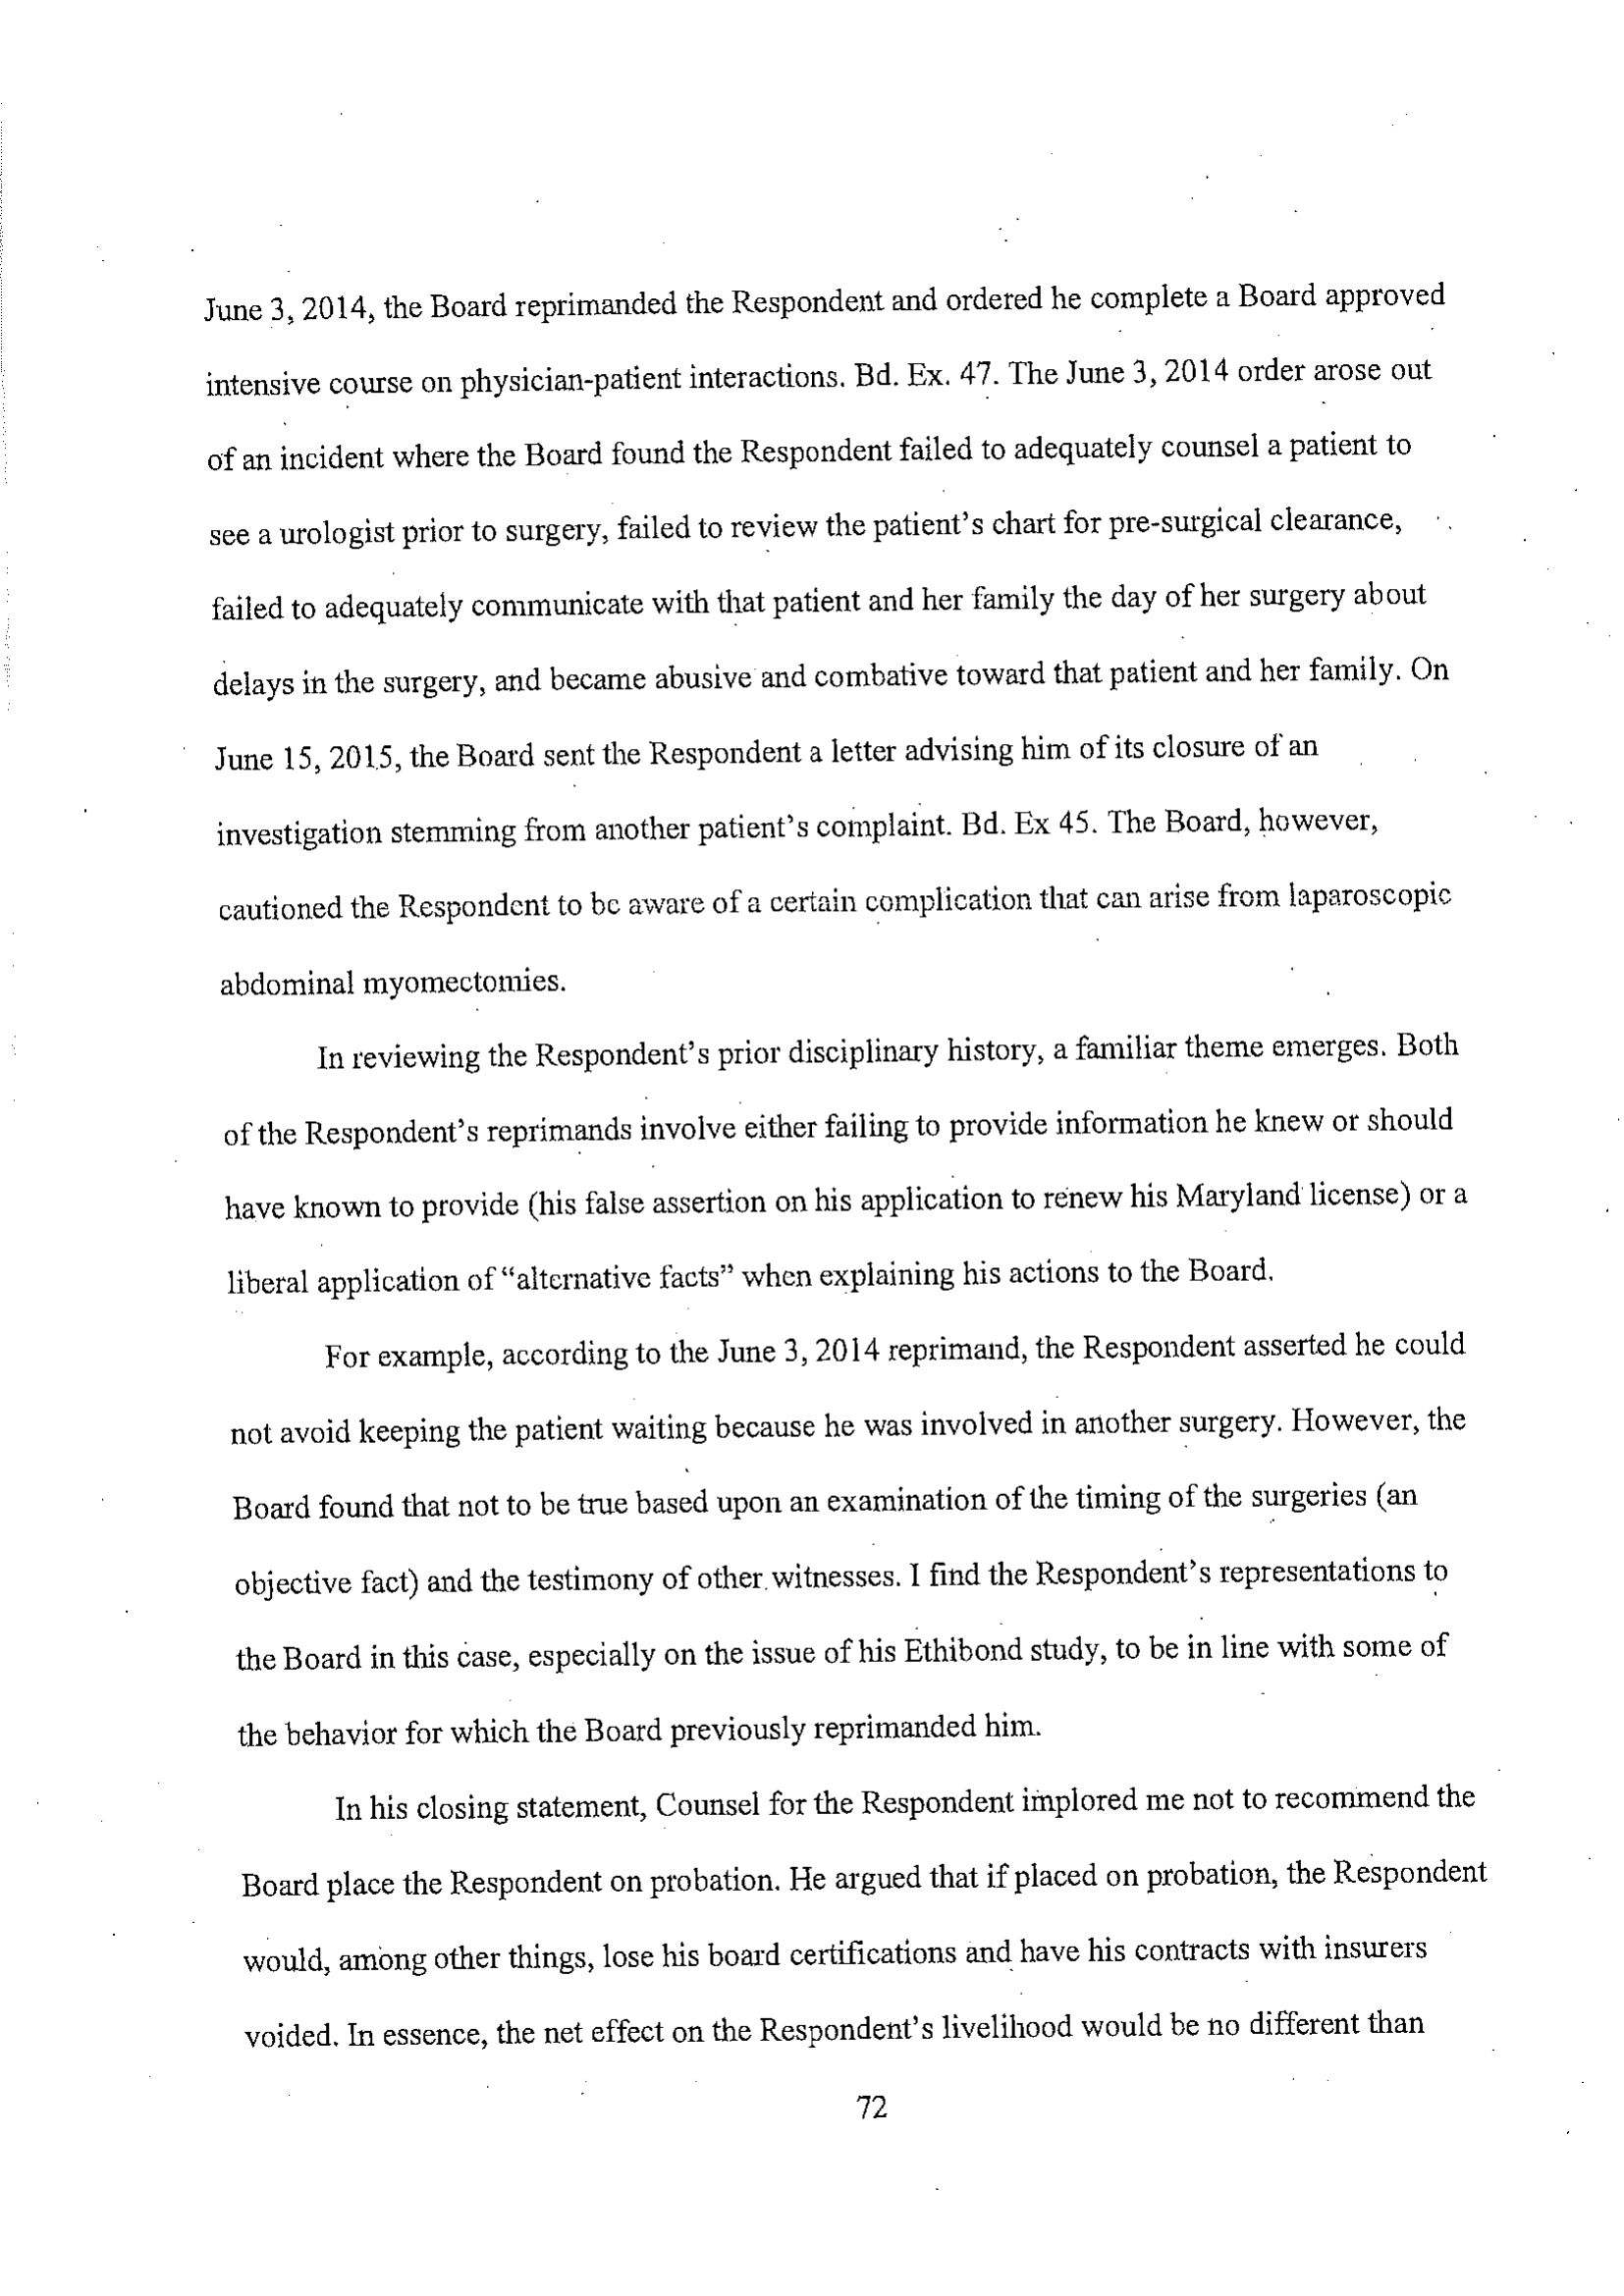 June 3, 2014, the Board reprimanded the Respondent and ordered he complete a Board approved
intensive course on physician-patient interactions. Bd. Ex. 47. The June 3, 2014 order arose out
of an incident where the Board found the Respondent failed to adequately counsel a patient to
see a urologist prior to surgery, failed to review the patient's chart for pre-surgical clearance,
failed to adequately communicate with that patient and her family the day of her surgery about
delays in the surgery, and became abusive and combative toward that patient and her family. On
June 15, 2015, the Board sent the Respondent a letter advising him of its closure of an
investigation stemming from another patient's complaint. Bd. Ex 45. The Board, however,
cautioned the Respondent to be aware of a certain complication that can arise from laparoscopic
abdominal myomectomies.
In reviewing the Respondent's prior disciplinary history, a familiar theme emerges. Both
of the Respondent's reprimands involve either failing to provide information he knew or should
have known to provide (his false assertion on his application to renew his Maryland license) or a
liberal application of "alternative facts" when explaining his actions to the Board.
For example, according to the June 3, 2014 reprimand, the Respondent asserted he could
not avoid keeping the patient waiting because he was involved in another surgery. However, the
Board found that not to be true based upon an examination of the timing of the surgeries (an
objective fact) and the testimony of other witnesses. I find the Respondent's representations to
the Board in this case, especially on the issue of his Ethibond study, to be in line with some of
the behavior for which the Board previously reprimanded him.
In his closing statement, Counsel for the Respondent implored me not to recommend the
Board place the Respondent on probation. He argued that if placed on probation, the Respondent
would, among other things, lose his board certifications and have his contracts with insurers
voided. In essence, the net effect on the Respondent's livelihood would be no different than
72